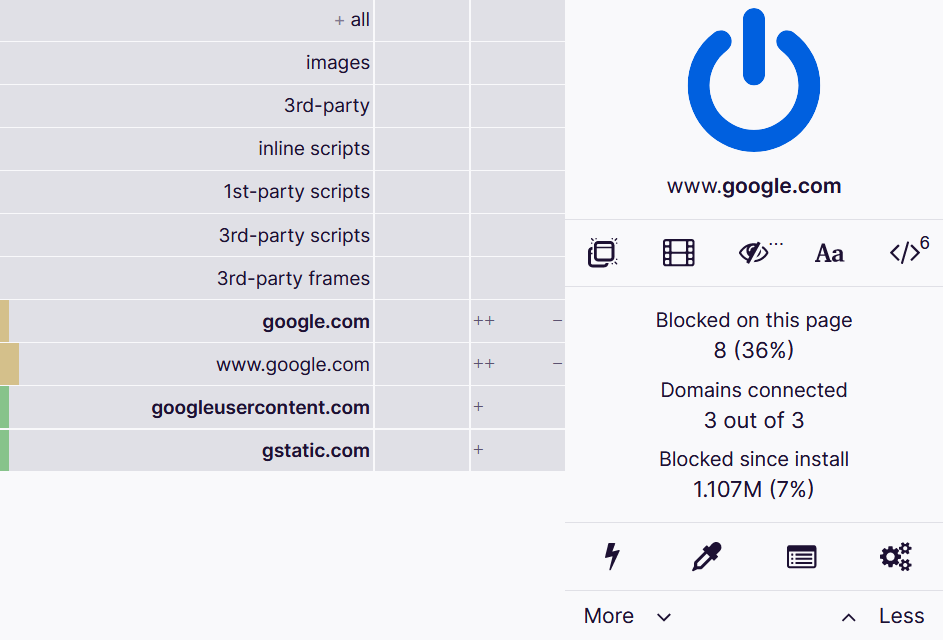 + all
images
3rd-party
inline scripts
1st-party scripts
3rd-party scripts
3rd-party frames
google.com ++ −
www.google.com ++ −
googleusercontent.com +
gstatic.com +
www.google.com
Aa </> 6
Blocked on this page
8 (36%)
Domains connected
3 out of 3
Blocked since install
1.107M (7%)
More Less